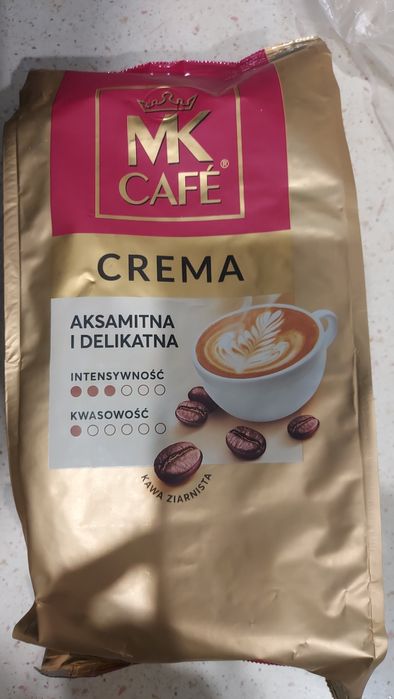 MK
CAFÉ®
CREMA
AKSAMITNA
I DELIKATNA
INTENSYWNOŚĆ
KWASOWOŚĆ
KAWA ZIARNISTA